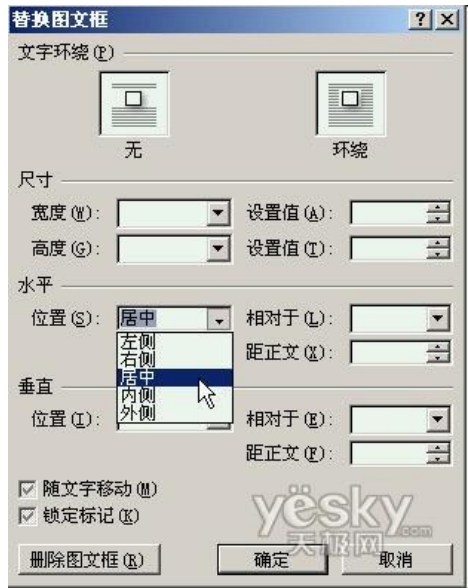 替换图文框
文字环绕(P)
无 环绕
尺寸
宽度(W): 设置值(A):
高度(G): 设置值(T):
水平
位置(S): 居中 相对于(L):
左侧
右侧 距正文(X):
居中
内侧
外侧
垂直
位置(I): 相对于(E):
距正文(F):
随文字移动(M)
锁定标记(K)
yesky
天极网 .com
删除图文框(R) 确定 取消